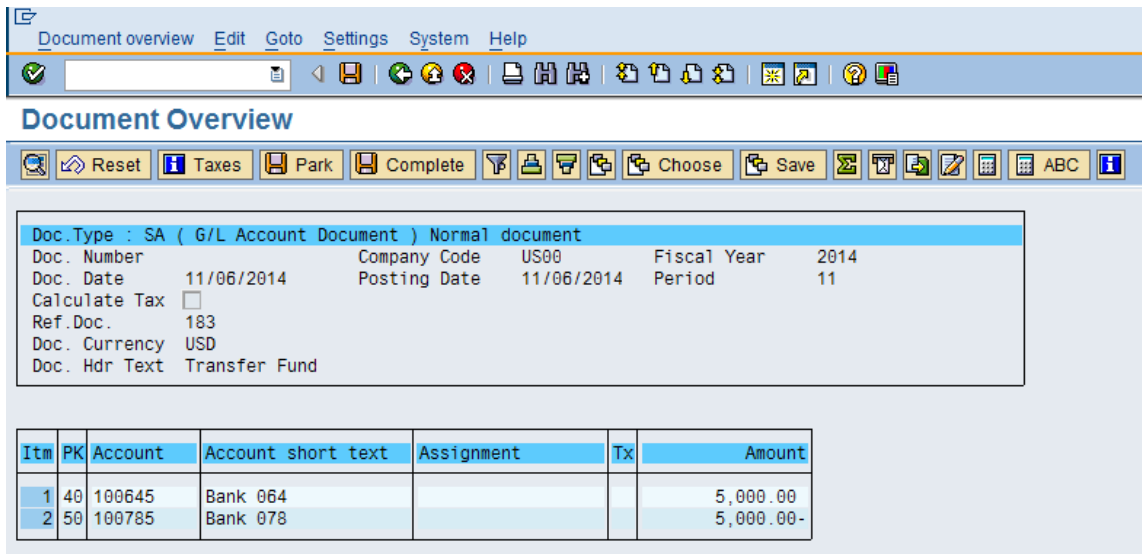 Document overview Edit Goto Settings System Help
Document Overview
Reset Taxes Park Complete Choose Save ABC
Doc.Type : SA ( G/L Account Document ) Normal document
Doc. Number Company Code US00 Fiscal Year 2014
Doc. Date 11/06/2014 Posting Date 11/06/2014 Period 11
Calculate Tax
Ref.Doc. 183
Doc. Currency USD
Doc. Hdr Text Transfer Fund
Itm PK Account Account short text Assignment Tx Amount
1 40 100645 Bank 064 5,000.00
2 50 100785 Bank 078 5,000.00-